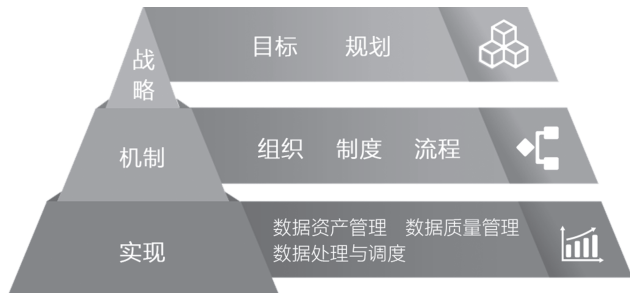 战
略
目标 规划
机制
组织 制度 流程
实现
数据资产管理 数据质量管理
数据处理与调度